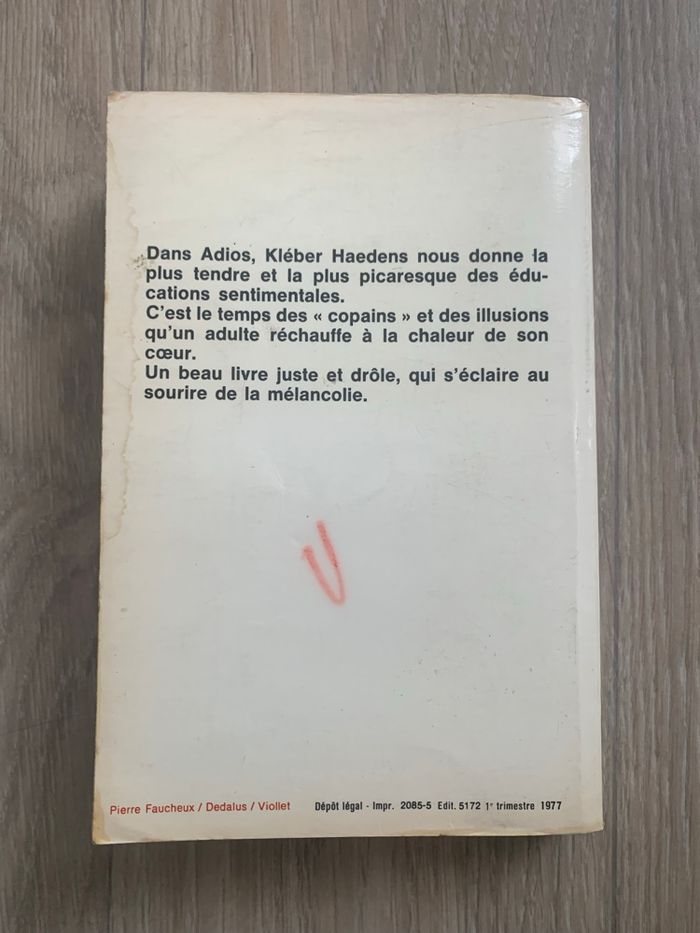 Dans Adios, Kléber Haedens nous donne la
plus tendre et la plus picaresque des édu-
cations sentimentales.
C'est le temps des « copains » et des illusions
qu'un adulte réchauffe à la chaleur de son
cœur.
Un beau livre juste et drôle, qui s'éclaire au
sourire de la mélancolie.
Pierre Faucheux / Dedalus / Viollet Dépôt légal - Impr. 2085-5 Edit. 5172 1er trimestre 1977